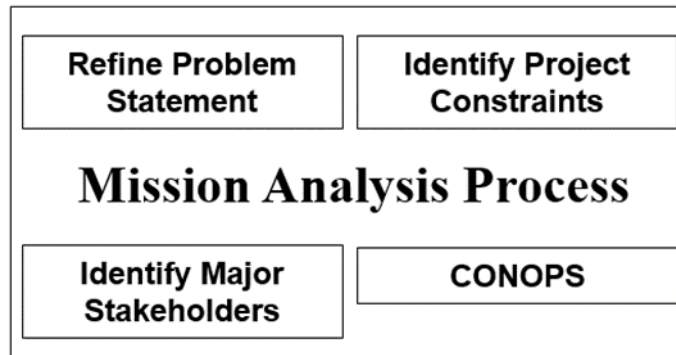 Refine Problem
Statement
Identify Project
Constraints
Mission Analysis Process
Identify Major
Stakeholders
CONOPS